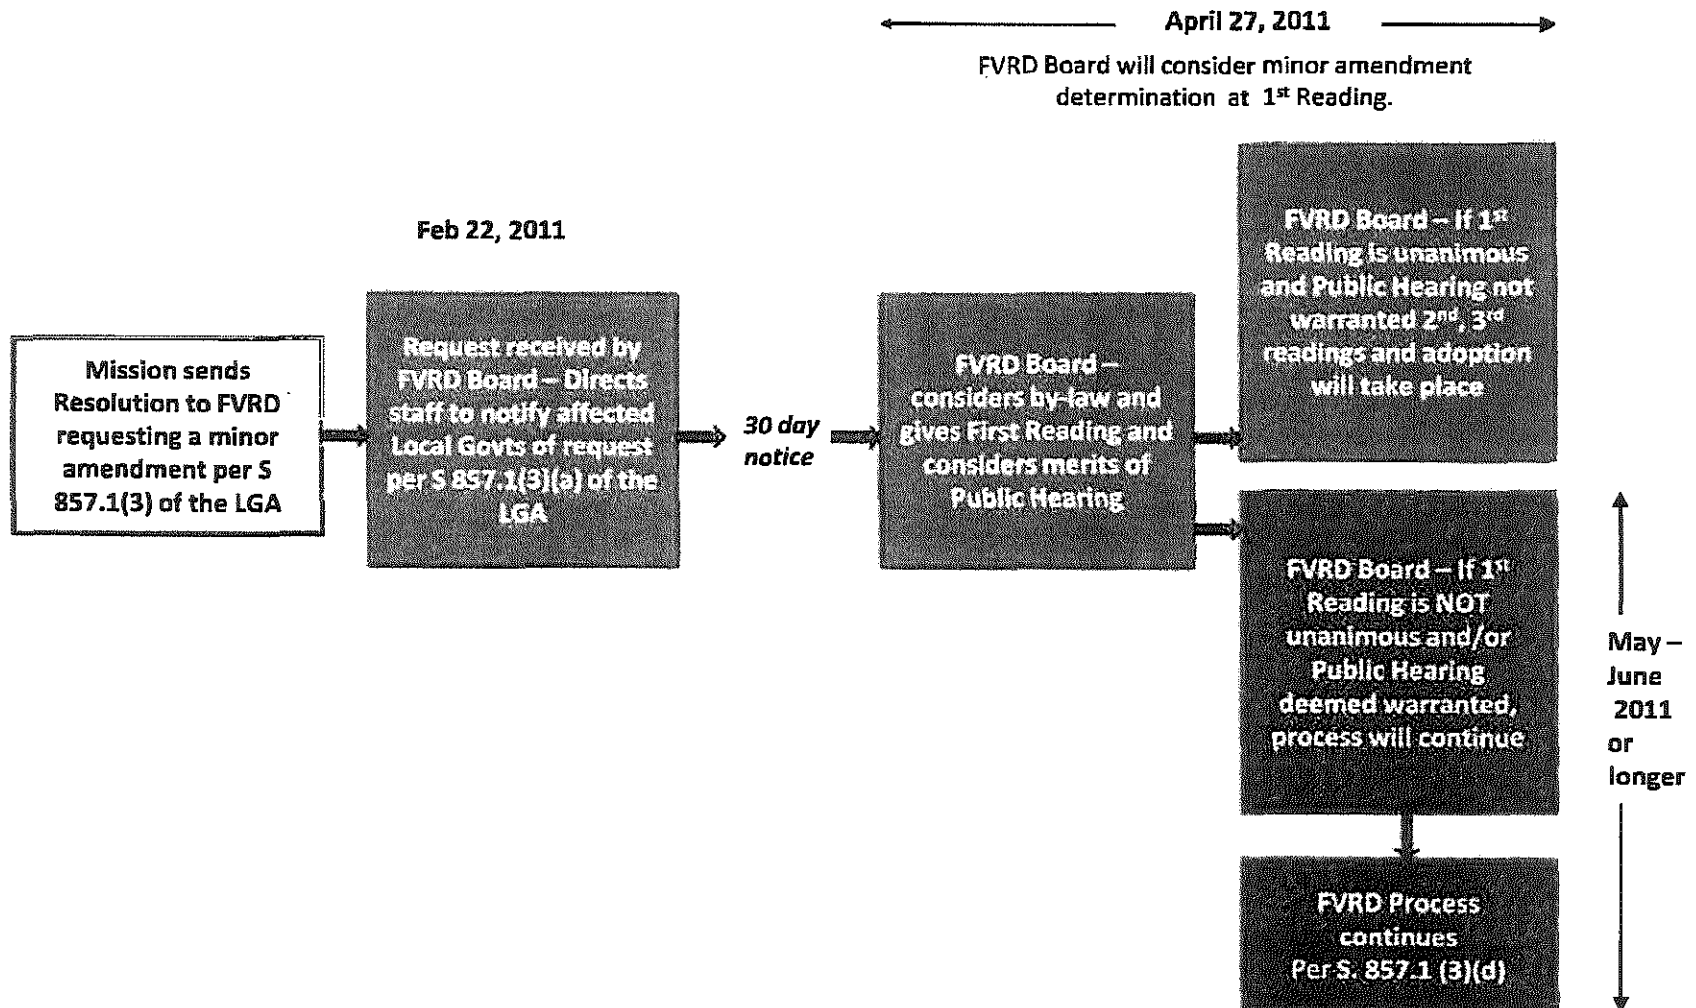 April 27, 2011
FVRD Board will consider minor amendment
determination at 1st Reading.
Feb 22, 2011
Mission sends
Resolution to FVRD
requesting a minor
amendment per S
857.1(3) of the LGA
Request received by
FVRD Board – Directs
staff to notify affected
Local Govts of request
per S 857.1(3)(a) of the
LGA
30 day
notice
FVRD Board –
considers by-law and
gives First Reading and
considers merits of
Public Hearing
FVRD Board – If 1st
Reading is unanimous
and Public Hearing not
warranted 2nd, 3rd
readings and adoption
will take place
FVRD Board – If 1st
Reading is NOT
unanimous and/or
Public Hearing
deemed warranted,
process will continue
May –
June
2011
or
longer
FVRD Process
continues
Per S. 857.1 (3)(d)